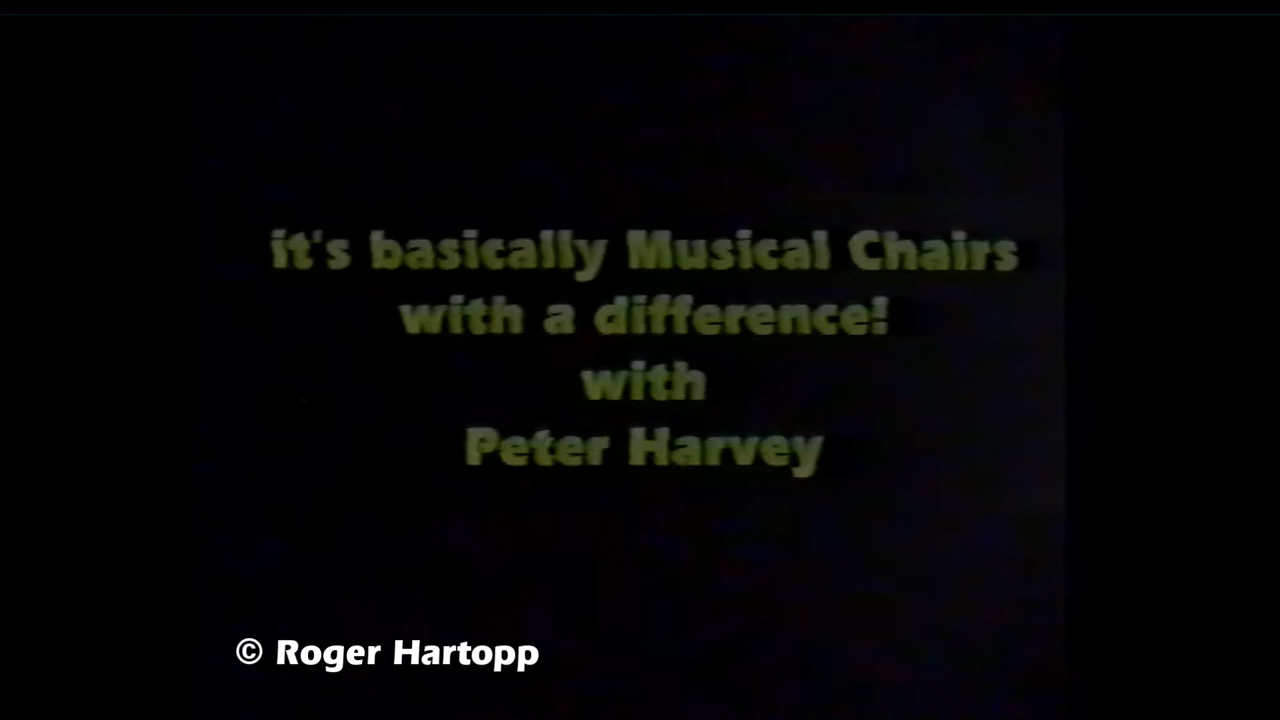 it's basically Musical Chairs
with a difference!
with
Peter Harvey
© Roger Hartopp